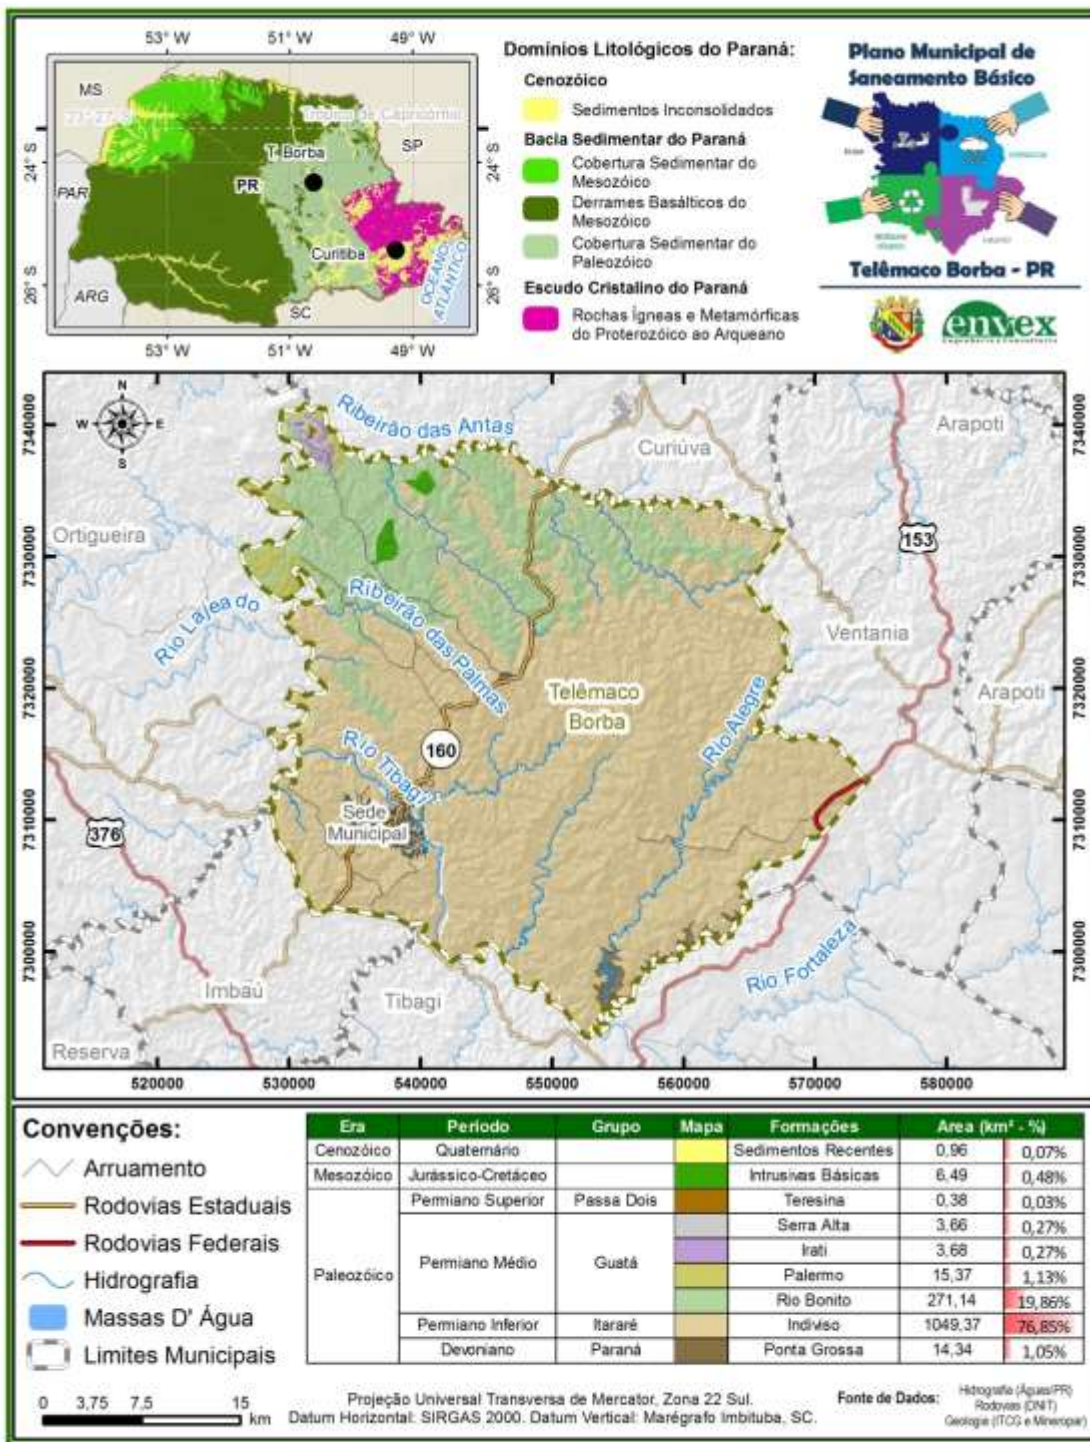 53° W 51° W 49° W
MS
23° 27' S
Trópico de Capricórnio
SP
T. Borba
PR
PAR
Curitiba
ARG
SC
OCEANO
ATLÂNTICO
24° S
26° S
24° S
26° S
53° W 51° W 49° W
Domínios Litológicos do Paraná:
Cenozóico
Sedimentos Inconsolidados
Bacia Sedimentar do Paraná
Cobertura Sedimentar do
Mesozóico
Derrames Basálticos do
Mesozóico
Cobertura Sedimentar do
Paleozóico
Escudo Cristalino do Paraná
Rochas Ígneas e Metamórficas
do Proterozóico ao Arqueano
Plano Municipal de
Saneamento Básico
Telêmaco Borba - PR
envex
Engenharia e Consultoria
N
W E
S
Ribeirão das Antas
Curiúva
Arapoti
Ortigueira
153
Rio Lajeado
Ribeirão das Palmas
Ventania
Telêmaco
Borba
Rio Alegre
Arapoti
160
Rio Tibagi
Sede
Municipal
376
Rio Fortaleza
Imbaú
Tibagi
Reserva
7340000
7330000
7320000
7310000
7300000
7340000
7330000
7320000
7310000
7300000
520000 530000 540000 550000 560000 570000 580000
Convenções:
Arruamento
Rodovias Estaduais
Rodovias Federais
Hidrografia
Massas D' Água
Limites Municipais
0 3,75 7,5 15
km
Era Período Grupo Mapa Formações Area (km² - %)
Cenozóico Quaternário Sedimentos Recentes 0,96 0,07%
Mesozóico Jurássico-Cretáceo Intrusivas Básicas 6,49 0,48%
Paleozóico Permiano Superior Passa Dois Teresina 0,38 0,03%
Permiano Médio Guatá Serra Alta 3,66 0,27%
Irati 3,68 0,27%
Palermo 15,37 1,13%
Rio Bonito 271,14 19,86%
Permiano Inferior Itararé Indiviso 1049,37 76,85%
Devoniano Paraná Ponta Grossa 14,34 1,05%
Projeção Universal Transversa de Mercator, Zona 22 Sul.
Datum Horizontal: SIRGAS 2000. Datum Vertical: Marégrafo Imbituba, SC.
Fonte de Dados:
Hidrografia (Águas/PR)
Rodovias (DNIT)
Geologia (ITCG e Mineropar)